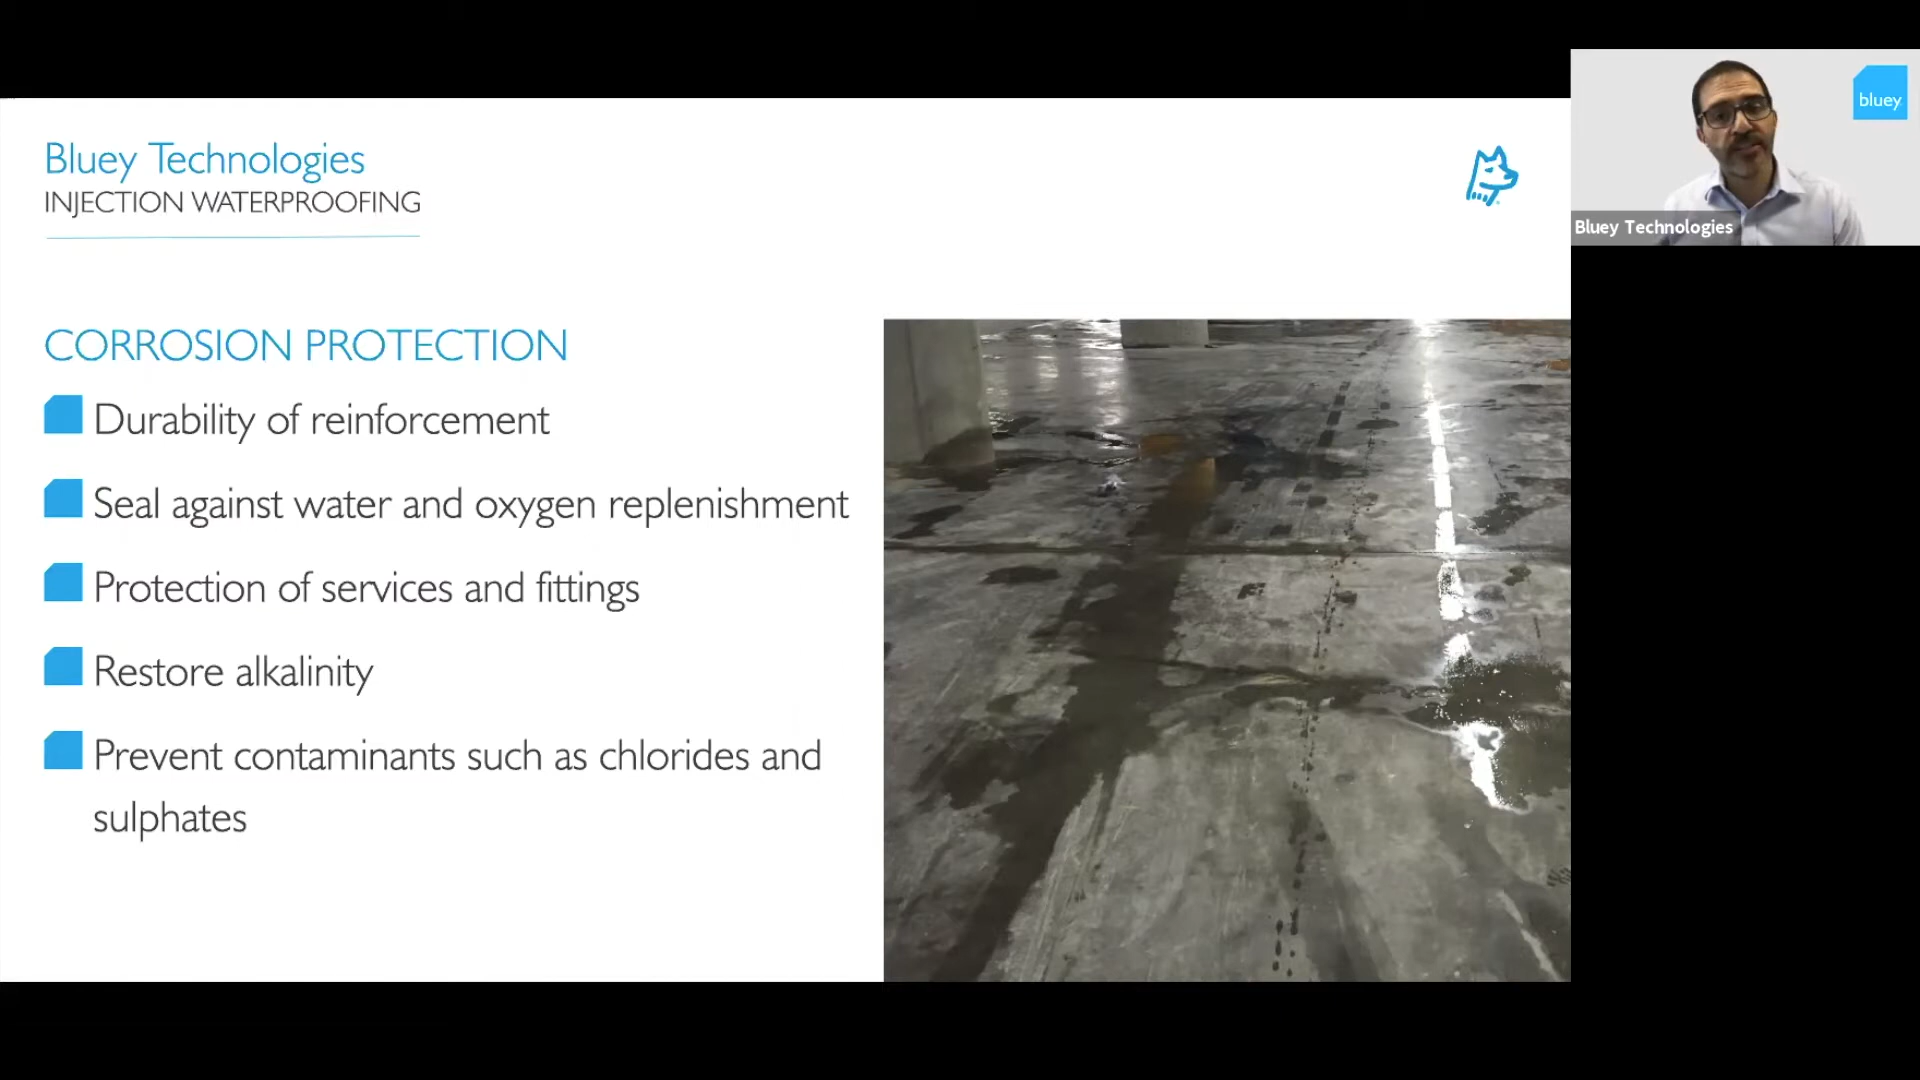 Bluey Technologies
INJECTION WATERPROOFING
CORROSION PROTECTION
Durability of reinforcement
Seal against water and oxygen replenishment
Protection of services and fittings
Restore alkalinity
Prevent contaminants such as chlorides and
sulphates
bluey
Bluey Technologies